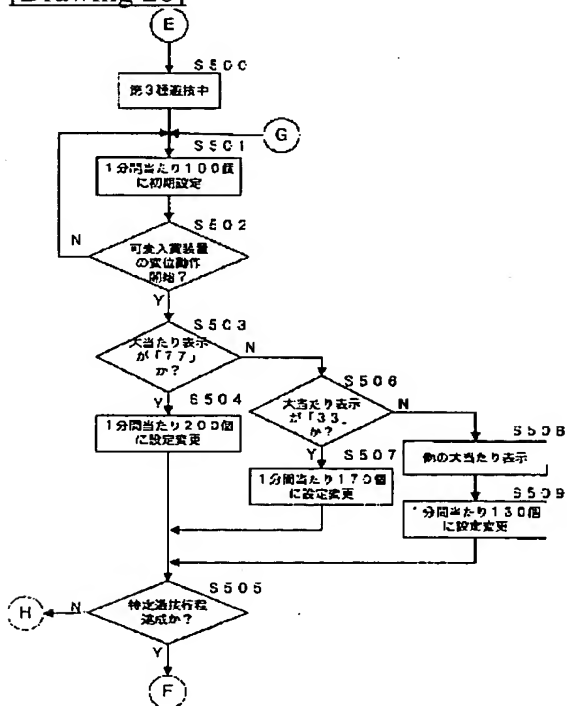 E
S500
第3種遊技中
G
S501
1分間当たり100個
に初期設定
S502
N
可変入賞装置
の変位動作
開始?
Y
S503
大当たり表示
が「77」
か?
N
Y
S504
1分間当たり200個
に設定変更
S506
大当たり表示
が「33」
か?
N
Y
S507
1分間当たり170個
に設定変更
S508
他の大当たり表示
S509
1分間当たり130個
に設定変更
S505
H
N
特定遊技行程
達成か?
Y
F